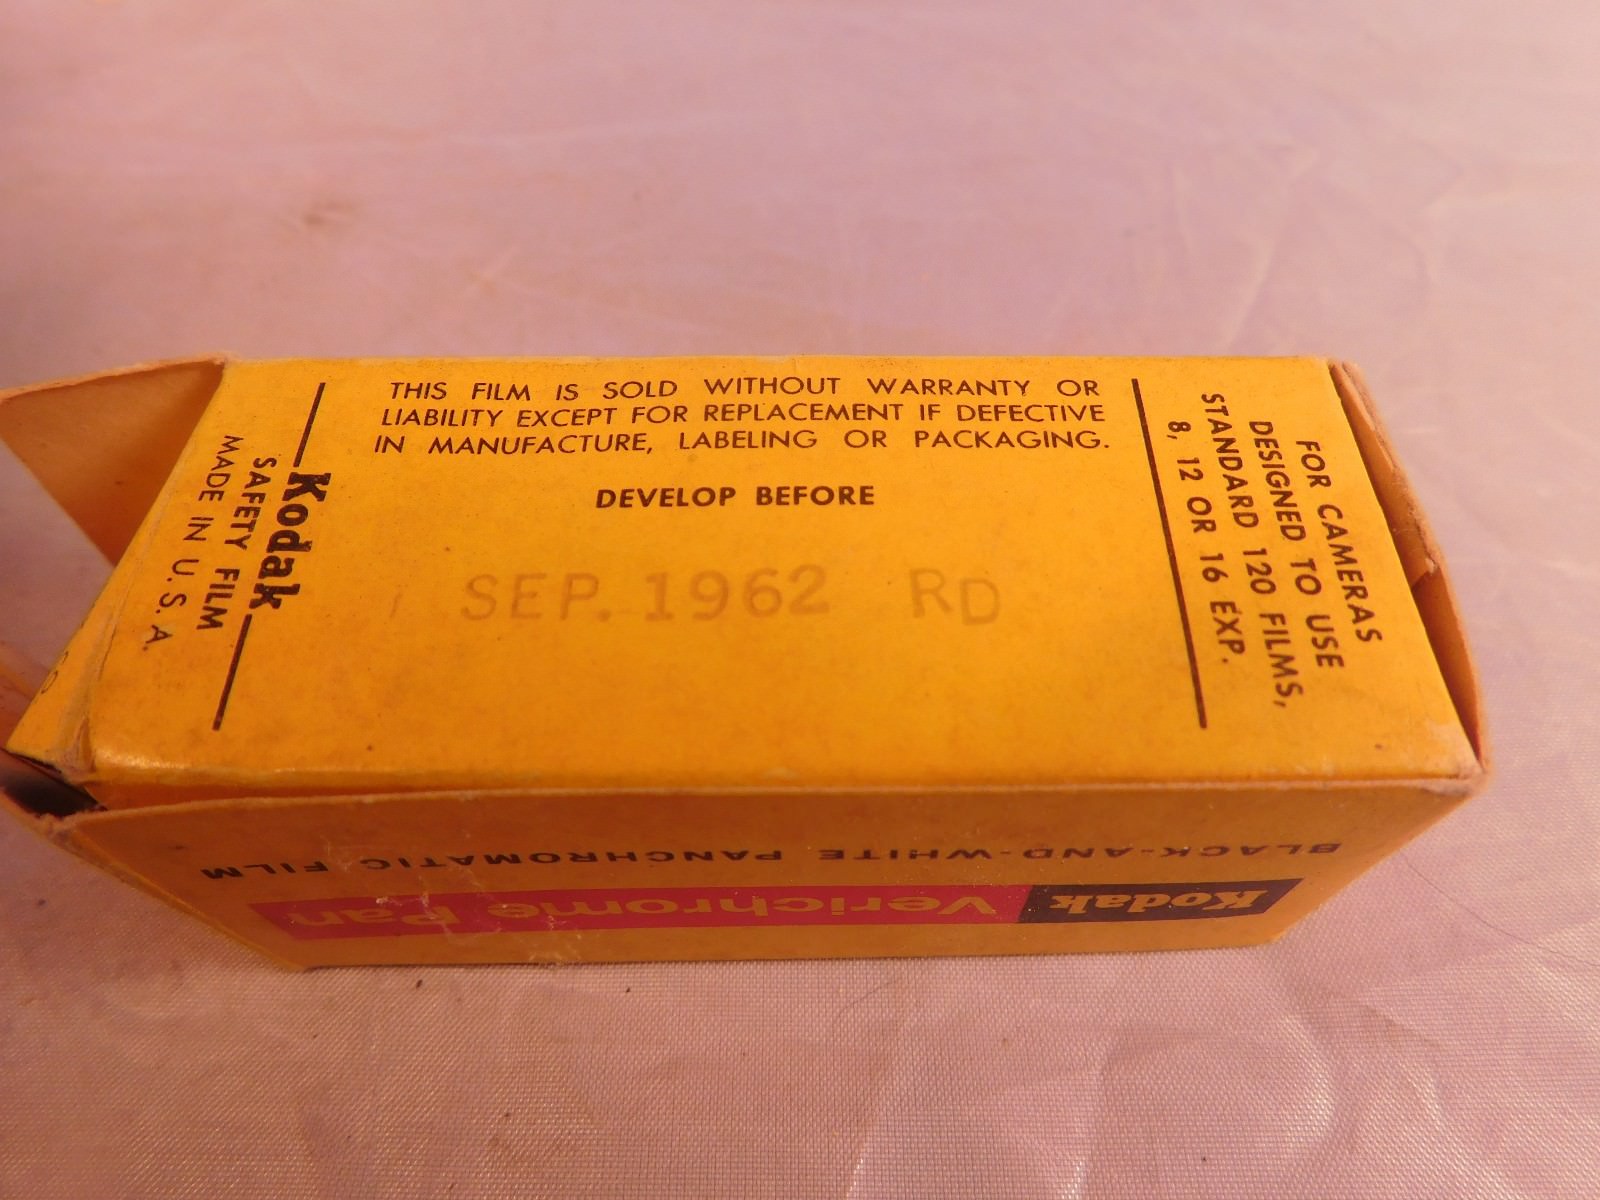 THIS FILM IS SOLD WITHOUT WARRANTY OR
LIABILITY EXCEPT FOR REPLACEMENT IF DEFECTIVE
IN MANUFACTURE, LABELING OR PACKAGING.
DEVELOP BEFORE
SEP. 1962 RD
Kodak
SAFETY FILM
MADE IN U.S.A.
FOR CAMERAS
DESIGNED TO USE
STANDARD 120 FILMS,
8, 12 OR 16 EXP.
Kodak Verichrome Pan
BLACK-AND-WHITE PANCHROMATIC FILM